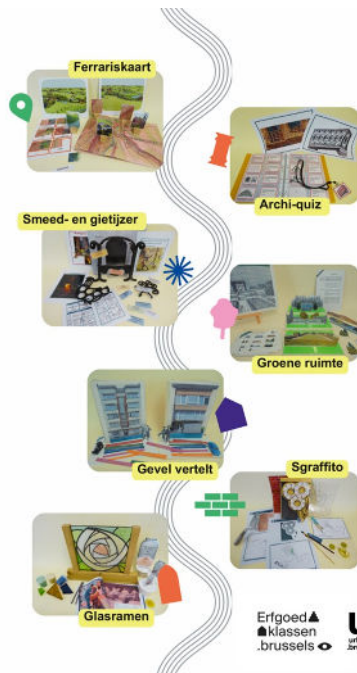 Ferrariskaart
Archi-quiz
Smeed- en gietijzer
Groene ruimte
Gevel vertelt
Sgraffito
Glasramen
Erfgoed
klassen
.brussels